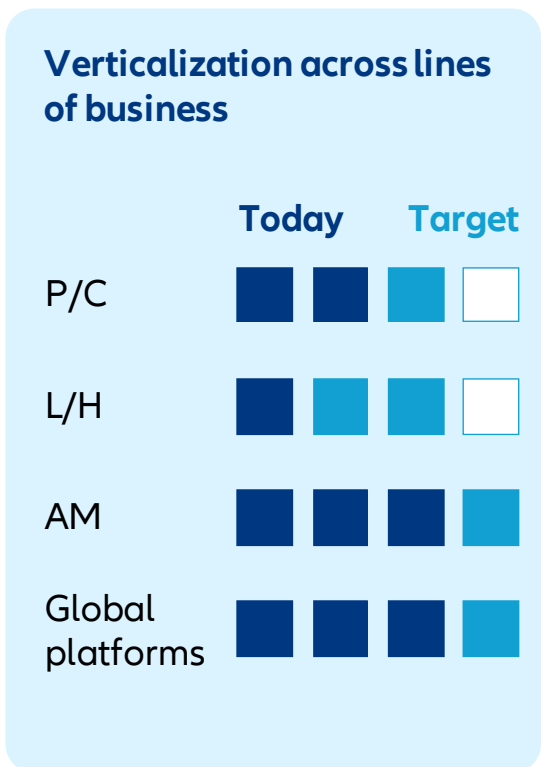 Verticalization across lines
of business
Today Target
P/C
L/H
AM
Global
platforms